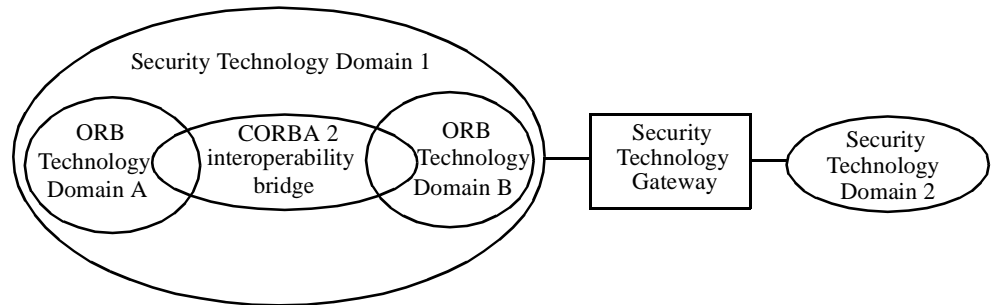 Security Technology Domain 1
ORB
Technology
Domain A
CORBA 2
interoperability
bridge
ORB
Technology
Domain B
Security
Technology
Gateway
Security
Technology
Domain 2